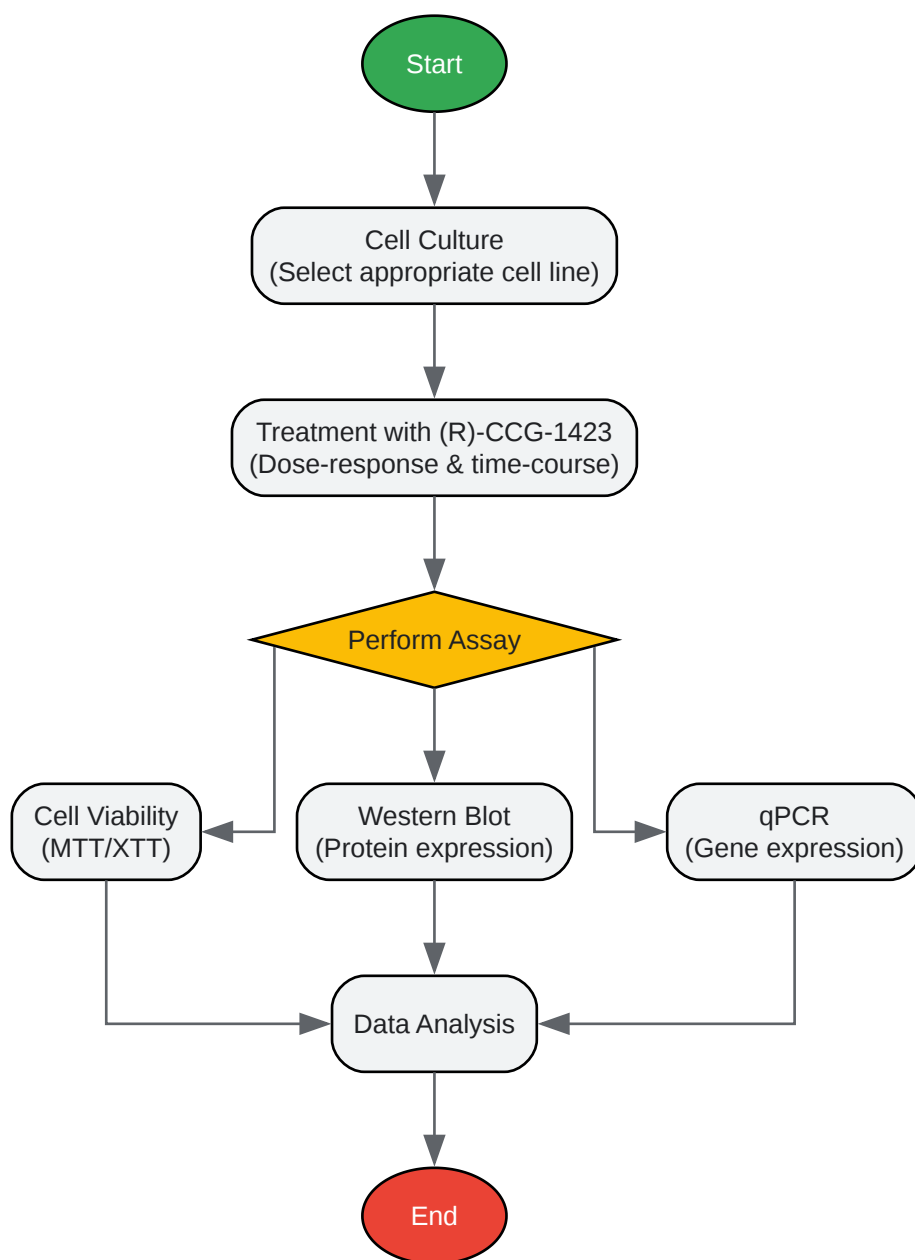 Start
Cell Culture
(Select appropriate cell line)
Treatment with (R)-CCG-1423
(Dose-response & time-course)
Perform Assay
Cell Viability
(MTT/XTT)
Western Blot
(Protein expression)
qPCR
(Gene expression)
Data Analysis
End